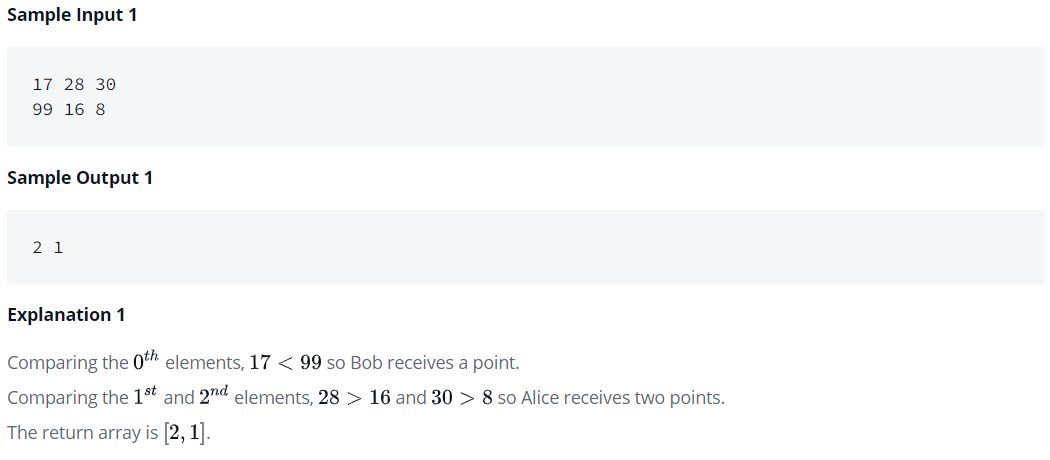 Sample Input 1
17 28 30
99 16 8
Sample Output 1
2 1
Explanation 1
Comparing the 0th elements, 17 < 99 so Bob receives a point.
Comparing the 1st and 2nd elements, 28 > 16 and 30 > 8 so Alice receives two points.
The return array is [2, 1].